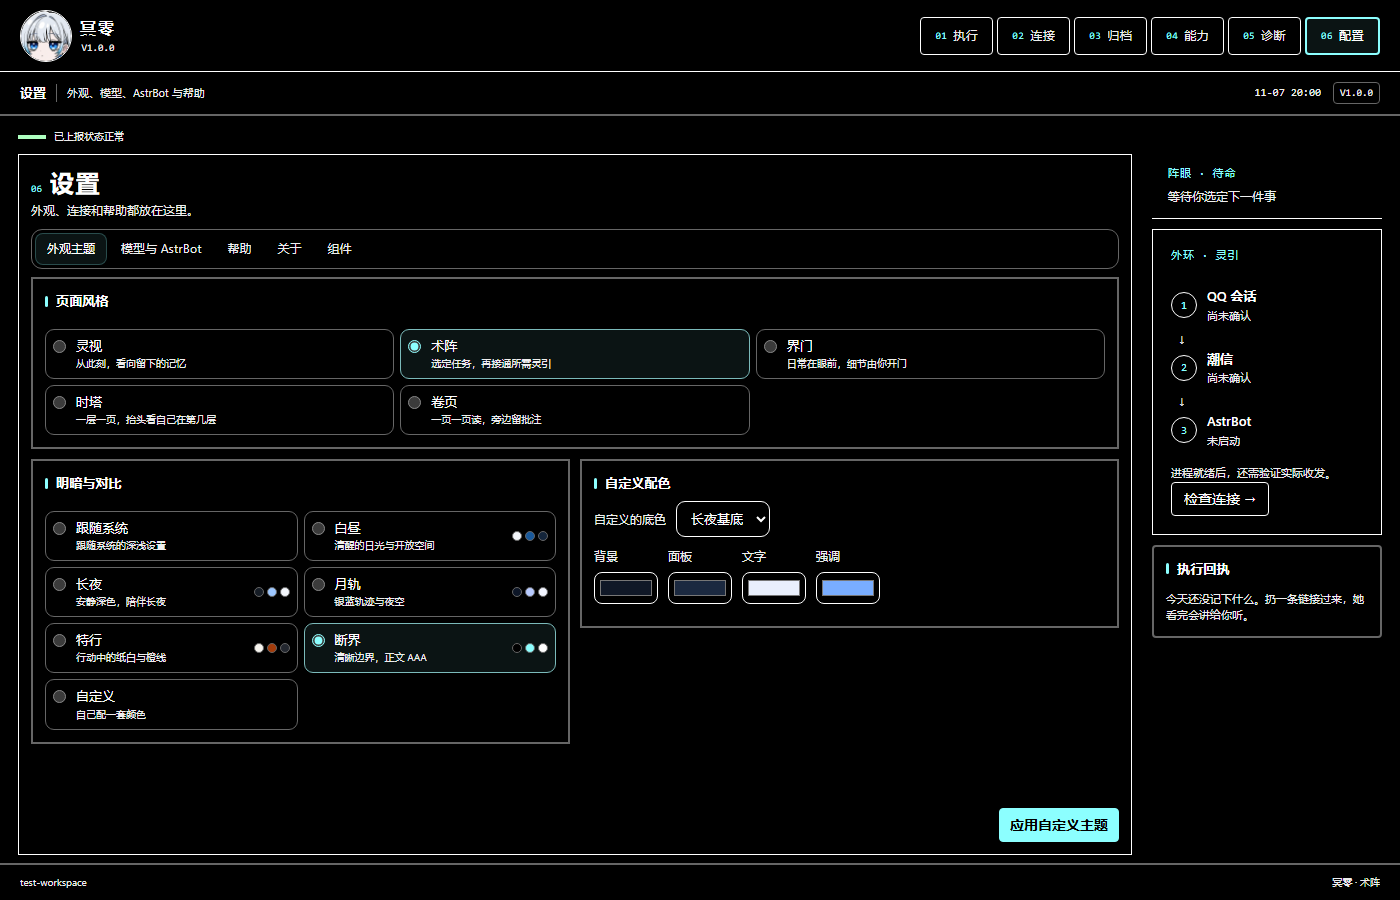 冥零
V1.0.0
01 执行
02 连接
03 归档
04 能力
05 诊断
06 配置
设置
外观、模型、AstrBot 与帮助
11-07 20:00
V1.0.0
已上报状态正常
06 设置
外观、连接和帮助都放在这里。
外观主题
模型与 AstrBot
帮助
关于
组件
页面风格
灵视
从此刻，看向留下的记忆
术阵
选定任务，再接通所需灵引
界门
日常在眼前，细节由你开门
时塔
一层一页，抬头看自己在第几层
卷页
一页一页读，旁边留批注
明暗与对比
跟随系统
跟随系统的深浅设置
白昼
清醒的日光与开放空间
长夜
安静深色，陪伴长夜
月轨
银蓝轨迹与夜空
特行
行动中的纸白与橙线
断界
清晰边界，正文 AAA
自定义
自己配一套颜色
自定义配色
自定义的底色
长夜基底
背景
面板
文字
强调
应用自定义主题
阵眼 · 待命
等待你选定下一件事
外环 · 灵引
1
QQ 会话
尚未确认
↓
2
潮信
尚未确认
↓
3
AstrBot
未启动
进程就绪后，还需验证实际收发。
检查连接 →
执行回执
今天还没记下什么。扔一条链接过来，她
看完会讲给你听。
test-workspace
冥零 · 术阵